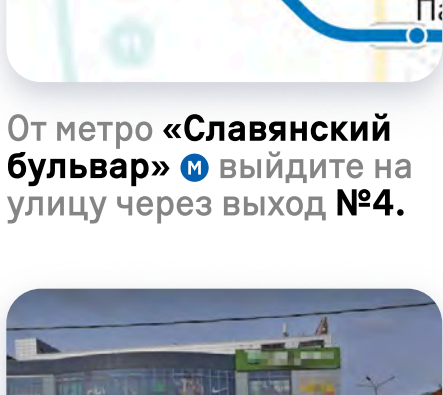 От метро «Славянский
бульвар» М выйдите на
улицу через выход №4.